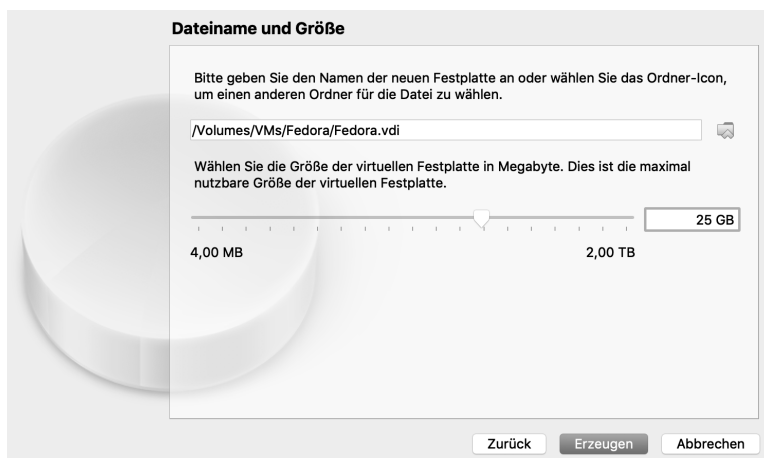 Dateiname und Größe
Bitte geben Sie den Namen der neuen Festplatte an oder wählen Sie das Ordner-Icon,
um einen anderen Ordner für die Datei zu wählen.
/Volumes/VMs/Fedora/Fedora.vdi
Wählen Sie die Größe der virtuellen Festplatte in Megabyte. Dies ist die maximal
nutzbare Größe der virtuellen Festplatte.
25 GB
4,00 MB 2,00 TB
Zurück Erzeugen Abbrechen